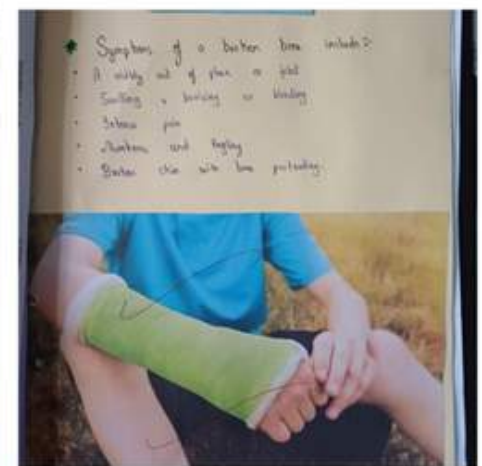 Symptoms of a broken bone include :-
A visibly out of place or joint
Swelling, bruising or bleeding
Intense pain
Numbness and tingling
Broken skin with bone protruding.